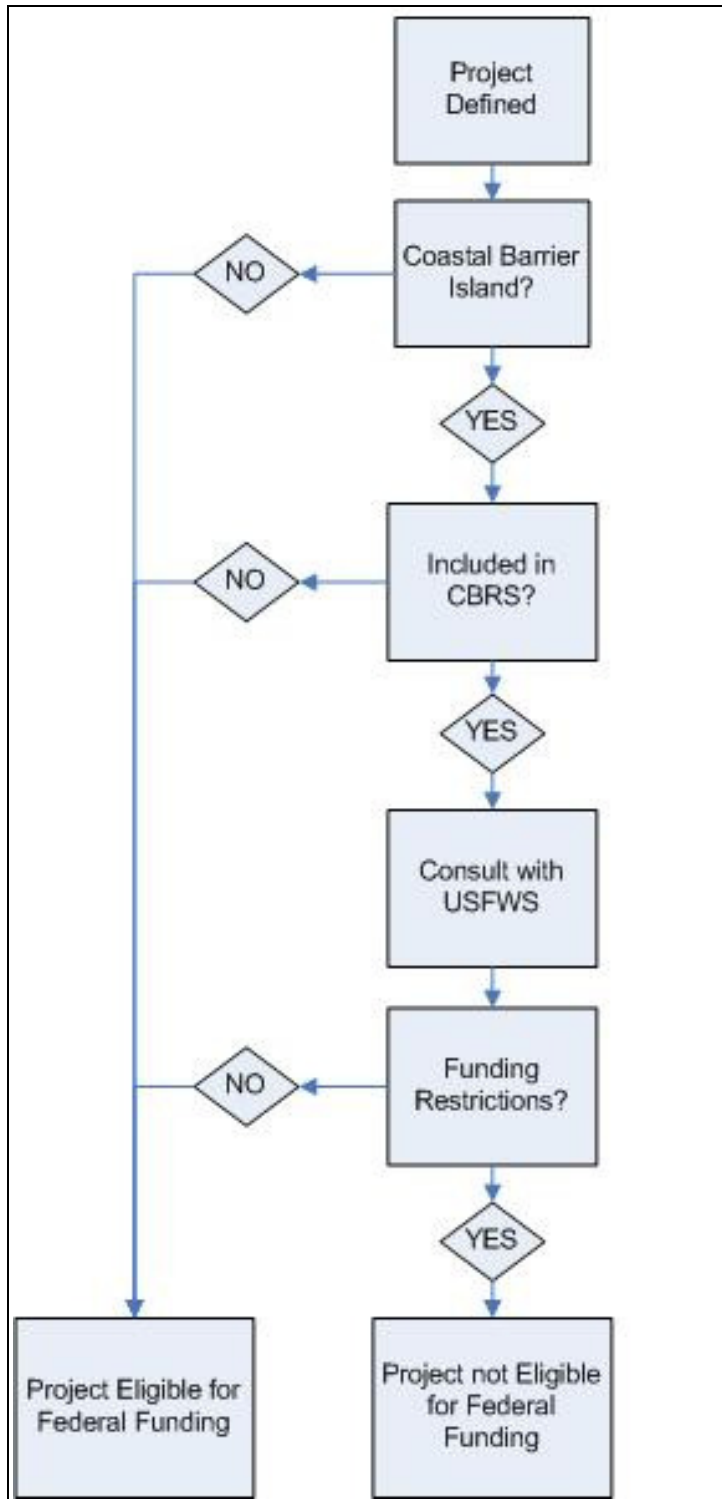 Project
Defined
Coastal Barrier
Island?
NO
YES
Included in
CBRS?
NO
YES
Consult with
USFWS
Funding
Restrictions?
NO
YES
Project Eligible for
Federal Funding
Project not Eligible
for Federal
Funding